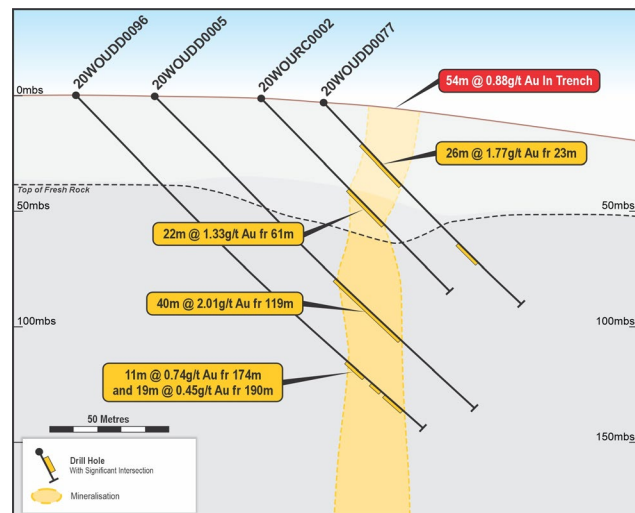 20WOUDD0096
20WOUDD0005
20WOURC0002
20WOUDD0077
0mbs
54m @ 0.88g/t Au In Trench
26m @ 1.77g/t Au fr 23m
Top of Fresh Rock
50mbs
50mbs
22m @ 1.33g/t Au fr 61m
40m @ 2.01g/t Au fr 119m
100mbs
100mbs
11m @ 0.74g/t Au fr 174m
and 19m @ 0.45g/t Au fr 190m
50 Metres
150mbs
Drill Hole
With Significant Intersection
Mineralisation